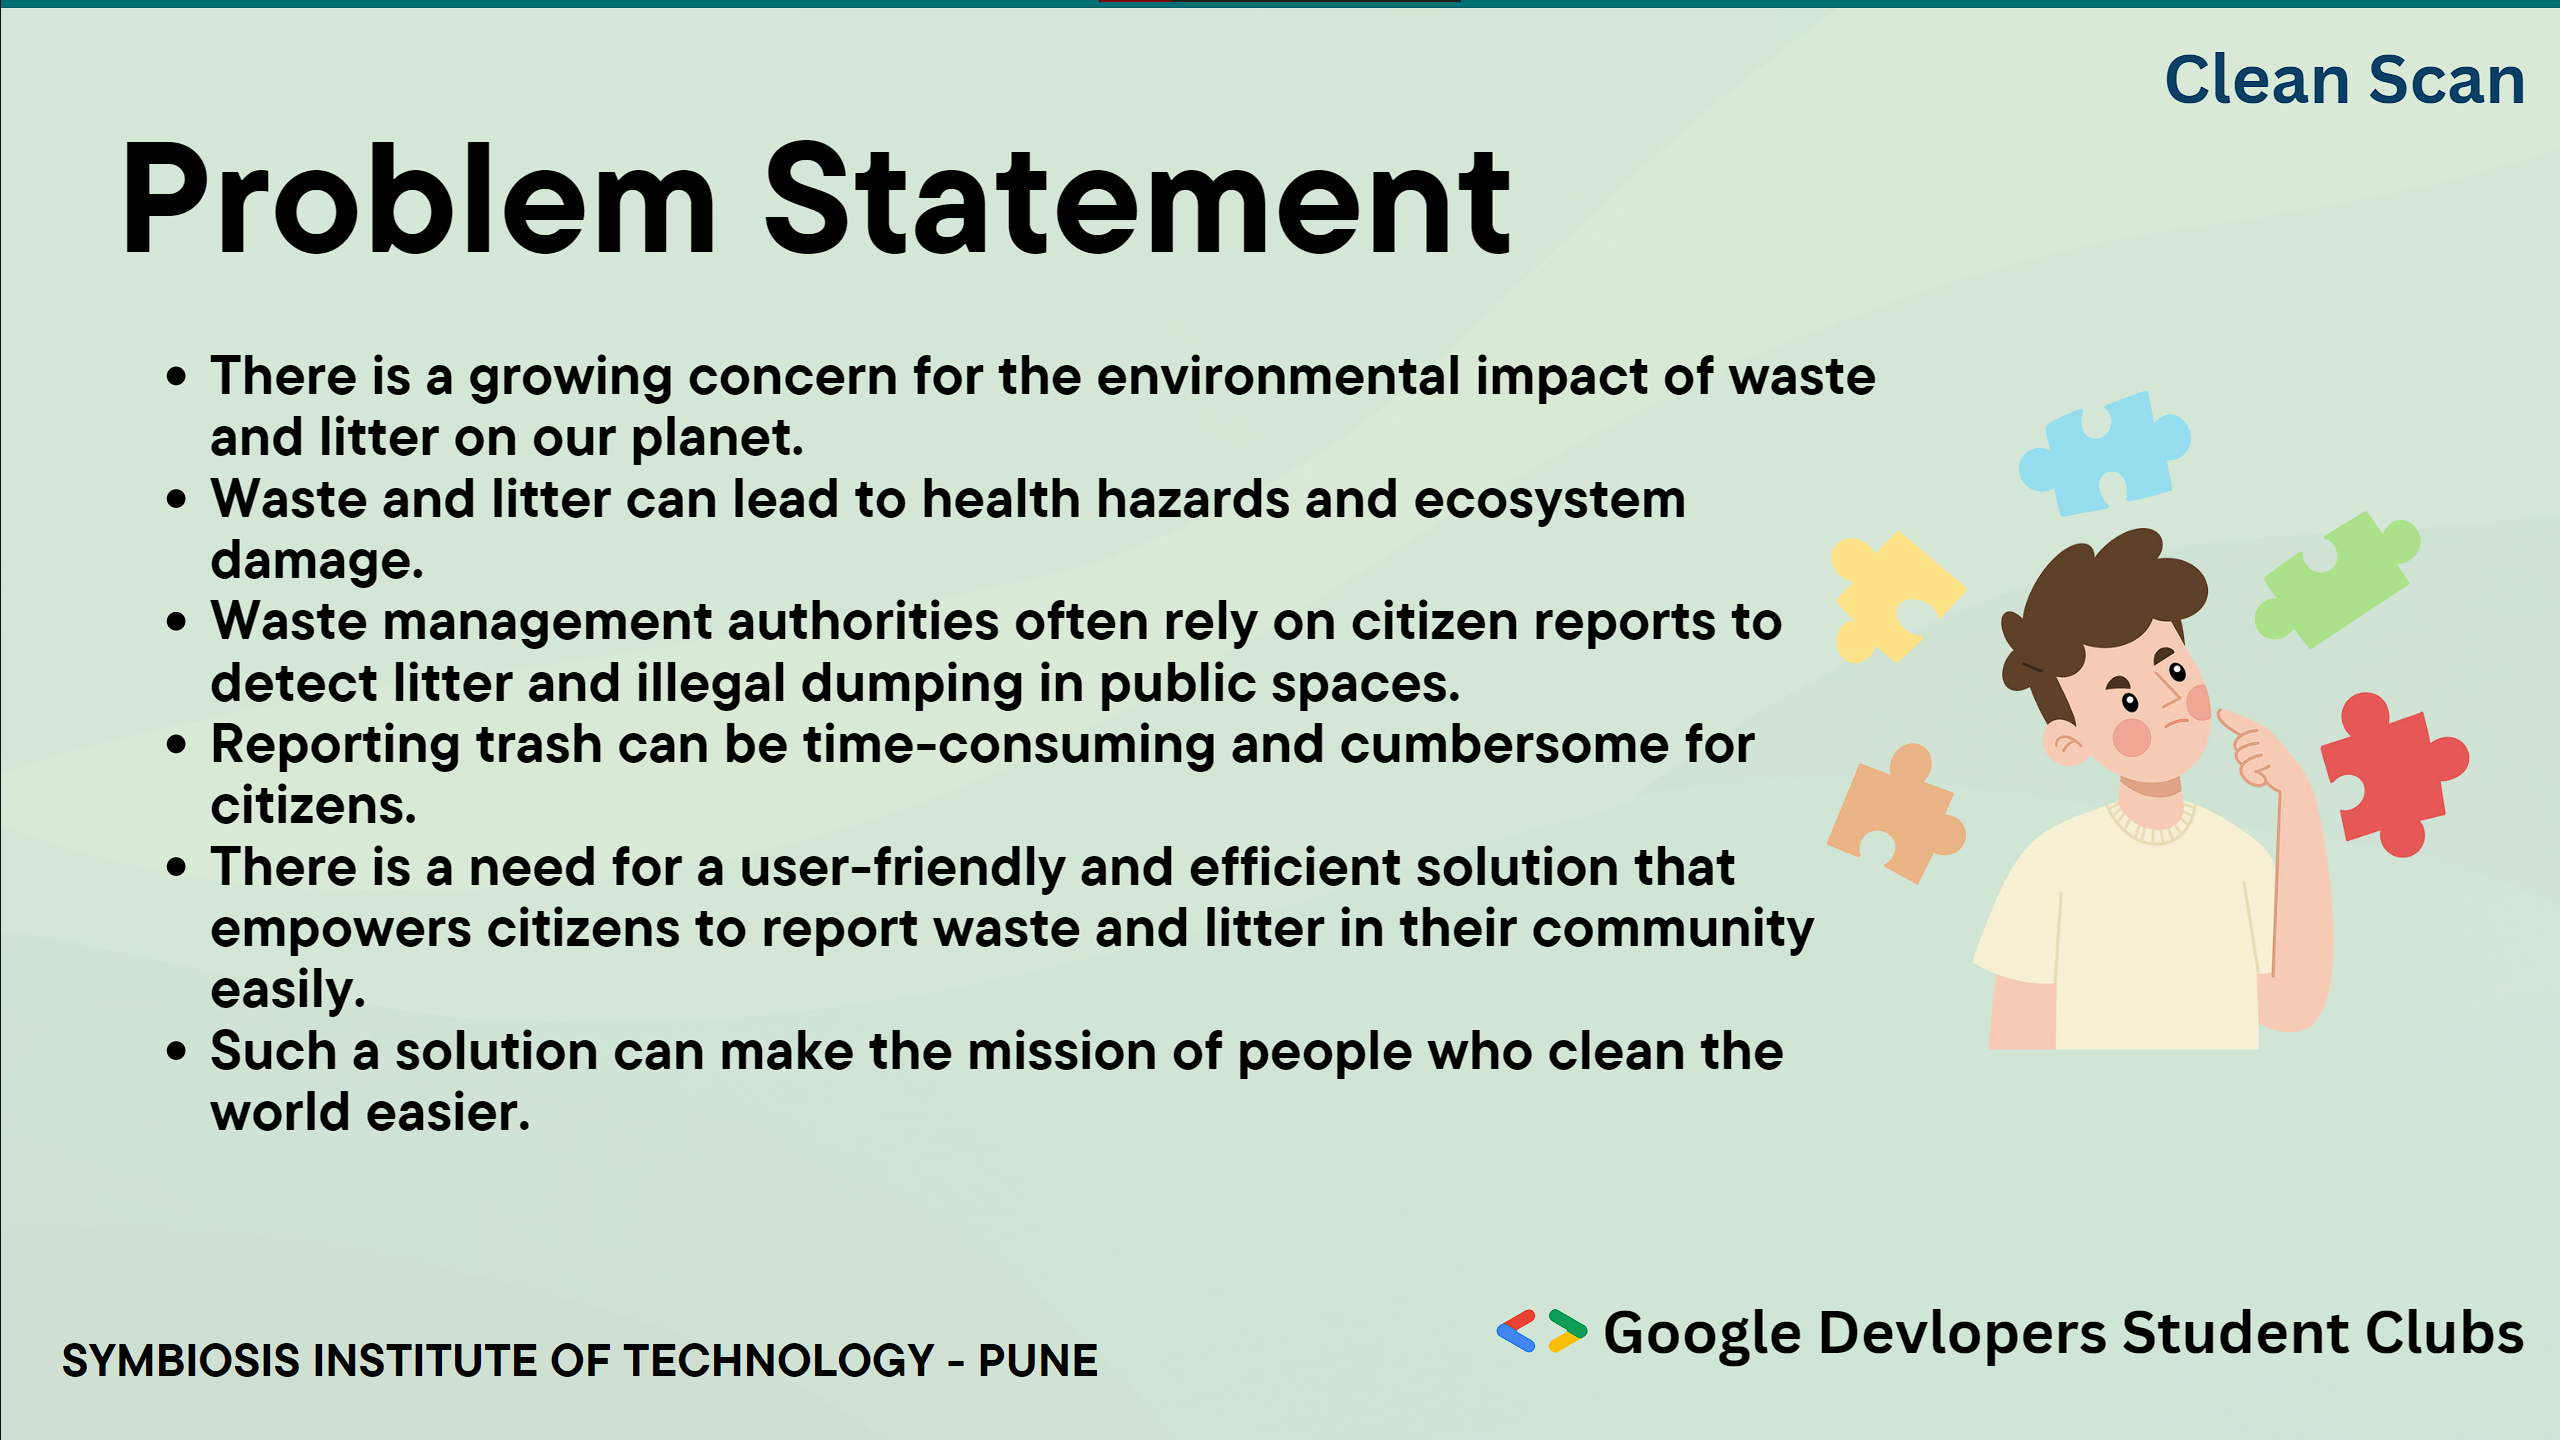 Clean Scan
Problem Statement
• There is a growing concern for the environmental impact of waste
and litter on our planet.
• Waste and litter can lead to health hazards and ecosystem
damage.
• Waste management authorities often rely on citizen reports to
detect litter and illegal dumping in public spaces.
• Reporting trash can be time-consuming and cumbersome for
citizens.
• There is a need for a user-friendly and efficient solution that
empowers citizens to report waste and litter in their community
easily.
• Such a solution can make the mission of people who clean the
world easier.
SYMBIOSIS INSTITUTE OF TECHNOLOGY - PUNE
Google Devlopers Student Clubs